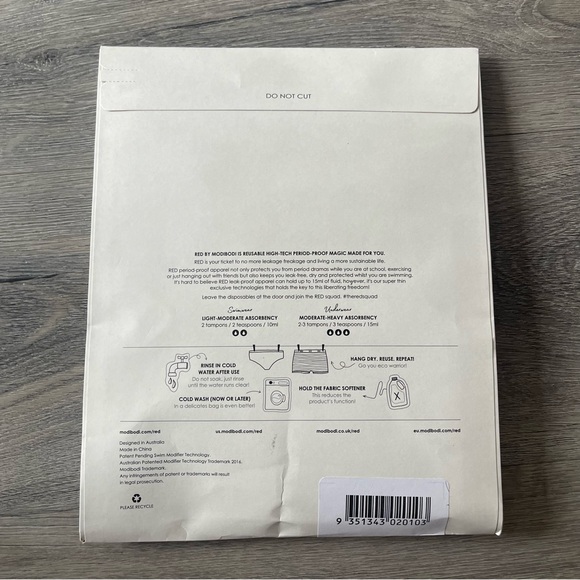 DO NOT CUT
RED BY MODIBODI IS REUSABLE HIGH-TECH PERIOD-PROOF MAGIC MADE FOR YOU.
RED is your ticket to no more leakage freakage and living a more sustainable life.
RED period-proof apparel not only protects you from period dramas while you are at school, exercising
or just hanging out with friends but also keeps you leak-free, dry and protected whilst you are swimming.
It's hard to believe RED leak proof apparel can hold up to 15ml of fluid, however, it's our super thin
exclusive technologies that holds the key to this liberating freedom!
Leave the disposables at the door and join the RED squad. #theredsquad
Swimwear
LIGHT-MODERATE ABSORBENCY
2 tampons / 2 teaspoons / 10ml
Underwear
MODERATE-HEAVY ABSORBENCY
2-3 tampons / 3 teaspoons / 15ml
RINSE IN COLD
WATER AFTER USE
Do not soak, just rinse
until the water runs clear!
HANG DRY. REUSE. REPEAT!
Go you eco warrior!
COLD WASH (NOW OR LATER)
In a delicates bag is even better!
HOLD THE FABRIC SOFTENER
This reduces the
product's function!
X
modibodi.com/red
us.modibodi.com/red
modibodi.co.uk/red
eu.modibodi.com/red
Designed in Australia
Made in China
Patent Pending Swim Modifier Technology.
Australian Patented Modifier Technology Trademark 2016.
Modibodi Trademark.
Any infringements of patent or trademarks will result
in legal prosecution.
PLEASE RECYCLE
9 351343 020103